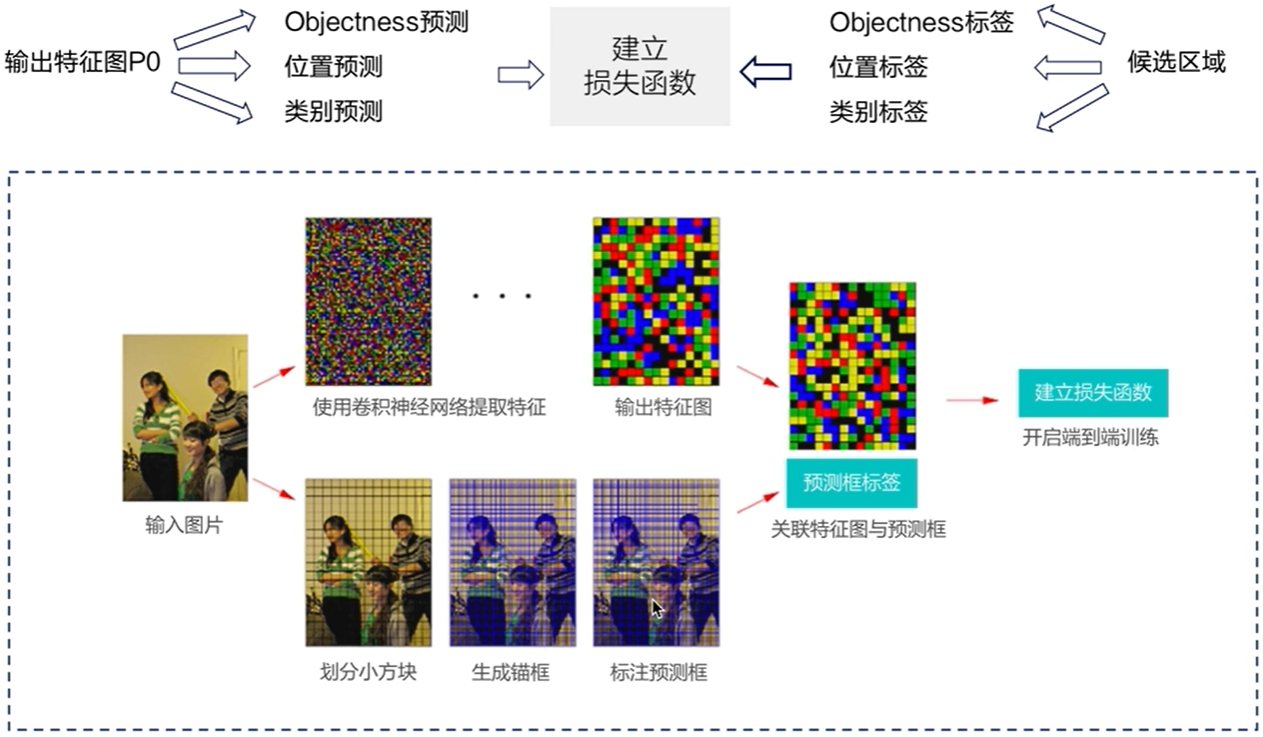 输出特征图P0
Objectness预测
位置预测
类别预测
建立
损失函数
Objectness标签
位置标签
类别标签
候选区域
输入图片
使用卷积神经网络提取特征
· · ·
输出特征图
划分小方块
生成锚框
标注预测框
预测框标签
关联特征图与预测框
建立损失函数
开启端到端训练